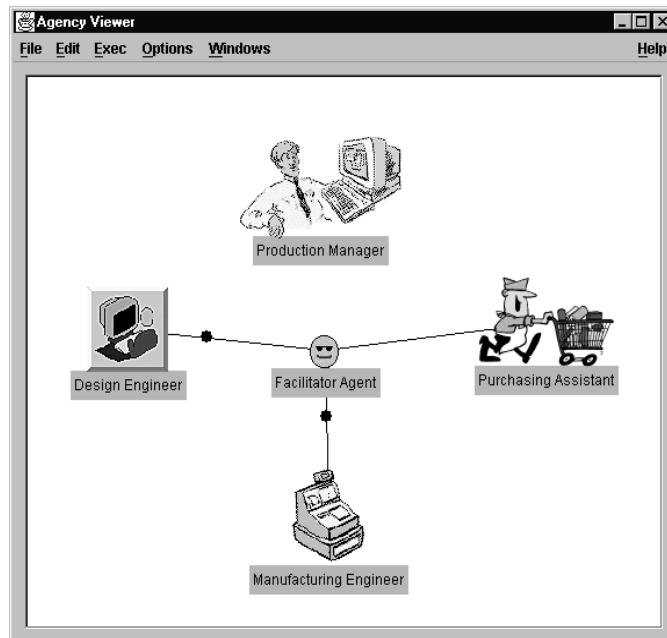 Agency Viewer
File Edit Exec Options Windows Help
Production Manager
Design Engineer Facilitator Agent Purchasing Assistant
Manufacturing Engineer